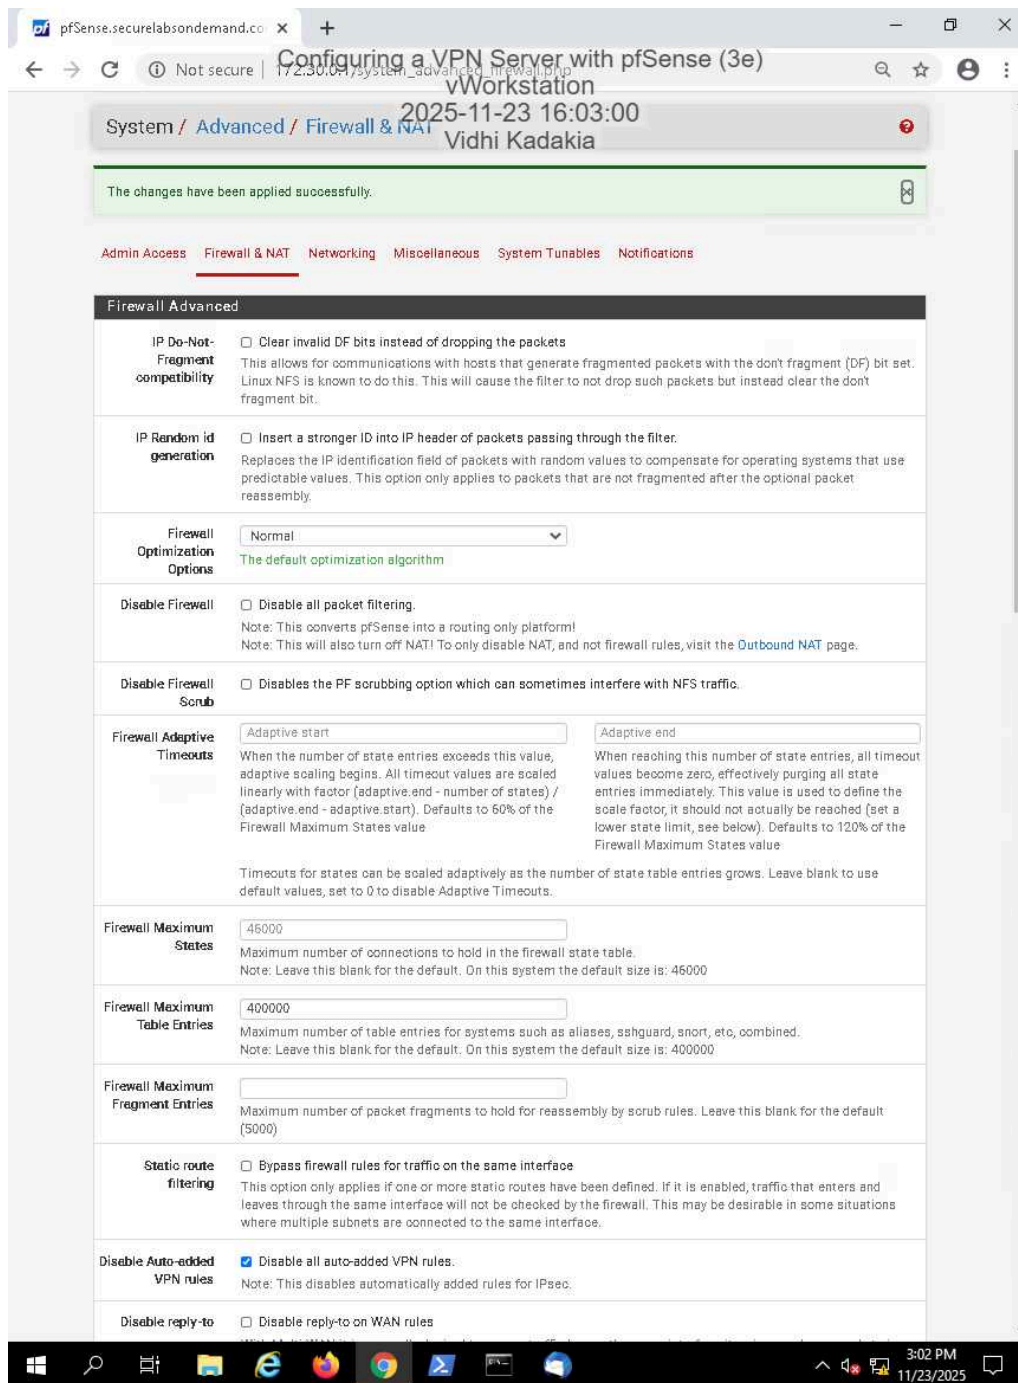 pfSense.securelabsondemand.co
Configuring a VPN Server with pfSense (3e)
Not secure | 172.30.0.1/system_advanced_firewall.php
vWorkstation
2025-11-23 16:03:00
Vidhi Kadakia
System / Advanced / Firewall & NAT
The changes have been applied successfully.
Admin Access Firewall & NAT Networking Miscellaneous System Tunables Notifications
Firewall Advanced
IP Do-Not-Fragment compatibility
Clear invalid DF bits instead of dropping the packets
This allows for communications with hosts that generate fragmented packets with the don't fragment (DF) bit set.
Linux NFS is known to do this. This will cause the filter to not drop such packets but instead clear the don't
fragment bit.
IP Random id generation
Insert a stronger ID into IP header of packets passing through the filter.
Replaces the IP identification field of packets with random values to compensate for operating systems that use
predictable values. This option only applies to packets that are not fragmented after the optional packet
reassembly.
Firewall Optimization Options
Normal
The default optimization algorithm
Disable Firewall
Disable all packet filtering.
Note: This converts pfSense into a routing only platform!
Note: This will also turn off NAT! To only disable NAT, and not firewall rules, visit the Outbound NAT page.
Disable Firewall Scrub
Disables the PF scrubbing option which can sometimes interfere with NFS traffic.
Firewall Adaptive Timeouts
Adaptive start
When the number of state entries exceeds this value,
adaptive scaling begins. All timeout values are scaled
linearly with factor (adaptive.end - number of states) /
(adaptive.end - adaptive.start). Defaults to 60% of the
Firewall Maximum States value
Adaptive end
When reaching this number of state entries, all timeout
values become zero, effectively purging all state
entries immediately. This value is used to define the
scale factor, it should not actually be reached (set a
lower state limit, see below). Defaults to 120% of the
Firewall Maximum States value
Timeouts for states can be scaled adaptively as the number of state table entries grows. Leave blank to use
default values, set to 0 to disable Adaptive Timeouts.
Firewall Maximum States
46000
Maximum number of connections to hold in the firewall state table.
Note: Leave this blank for the default. On this system the default size is: 46000
Firewall Maximum Table Entries
400000
Maximum number of table entries for systems such as aliases, sshguard, snort, etc, combined.
Note: Leave this blank for the default. On this system the default size is: 400000
Firewall Maximum Fragment Entries
Maximum number of packet fragments to hold for reassembly by scrub rules. Leave this blank for the default
(5000)
Static route filtering
Bypass firewall rules for traffic on the same interface
This option only applies if one or more static routes have been defined. If it is enabled, traffic that enters and
leaves through the same interface will not be checked by the firewall. This may be desirable in some situations
where multiple subnets are connected to the same interface.
Disable Auto-added VPN rules
Disable all auto-added VPN rules.
Note: This disables automatically added rules for IPsec.
Disable reply-to
Disable reply-to on WAN rules
3:02 PM
11/23/2025